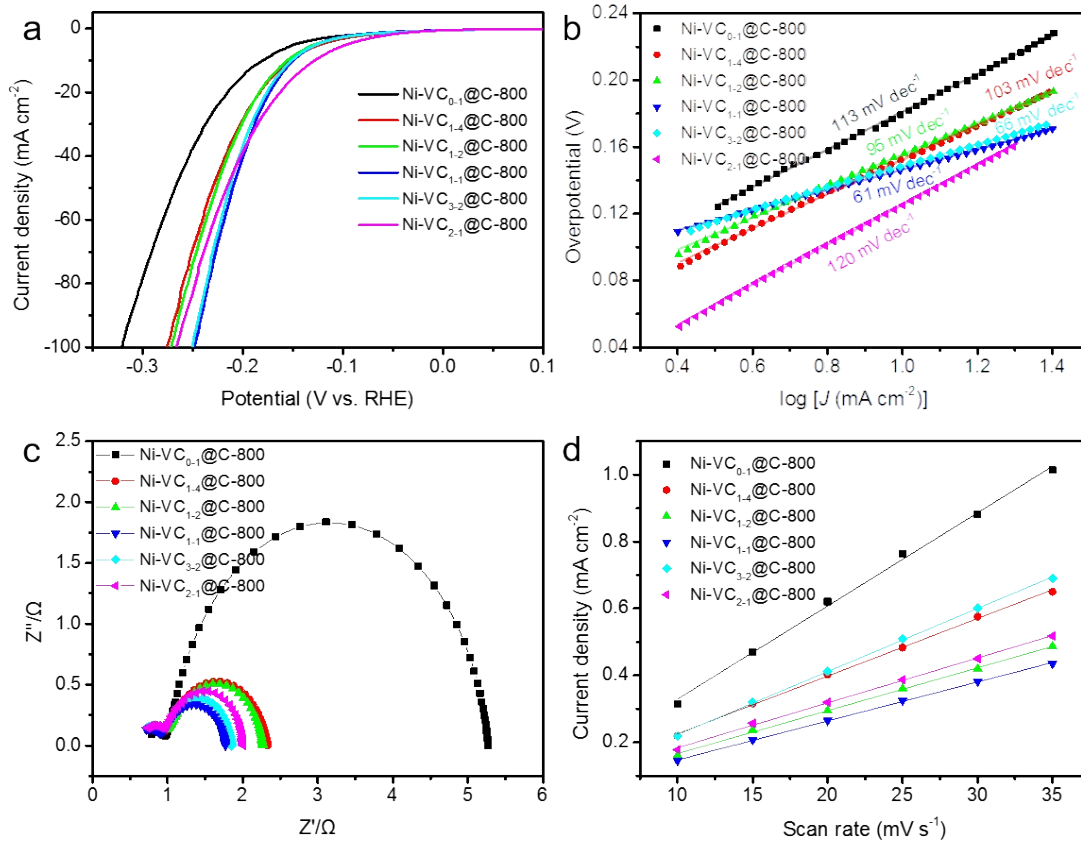 a
Current density (mA cm⁻²)
0
-20
-40
-60
-80
-100
-0.3
-0.2
-0.1
0.0
0.1
Potential (V vs. RHE)
Ni-VC₀₋₁@C-800
Ni-VC₁₋₄@C-800
Ni-VC₁₋₂@C-800
Ni-VC₁₋₁@C-800
Ni-VC₃₋₂@C-800
Ni-VC₂₋₁@C-800
b
Overpotential (V)
0.24
0.20
0.16
0.12
0.08
0.04
0.4
0.6
0.8
1.0
1.2
1.4
log [J (mA cm⁻²)]
Ni-VC₀₋₁@C-800
Ni-VC₁₋₄@C-800
Ni-VC₁₋₂@C-800
Ni-VC₁₋₁@C-800
Ni-VC₃₋₂@C-800
Ni-VC₂₋₁@C-800
113 mV dec⁻¹
103 mV dec⁻¹
95 mV dec⁻¹
66 mV dec⁻¹
61 mV dec⁻¹
120 mV dec⁻¹
c
Z''/Ω
2.5
2.0
1.5
1.0
0.5
0.0
0
1
2
3
4
5
6
Z'/Ω
Ni-VC₀₋₁@C-800
Ni-VC₁₋₄@C-800
Ni-VC₁₋₂@C-800
Ni-VC₁₋₁@C-800
Ni-VC₃₋₂@C-800
Ni-VC₂₋₁@C-800
d
Current density (mA cm⁻²)
1.0
0.8
0.6
0.4
0.2
10
15
20
25
30
35
Scan rate (mV s⁻¹)
Ni-VC₀₋₁@C-800
Ni-VC₁₋₄@C-800
Ni-VC₁₋₂@C-800
Ni-VC₁₋₁@C-800
Ni-VC₃₋₂@C-800
Ni-VC₂₋₁@C-800